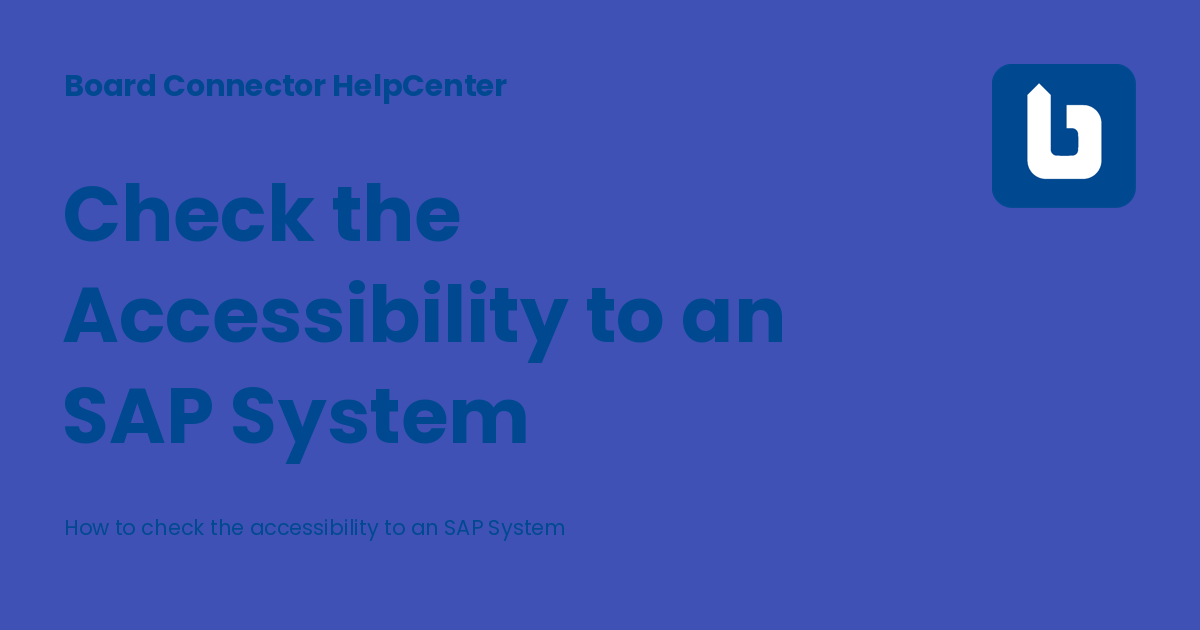 Board Connector HelpCenter
Check the
Accessibility to an
SAP System
How to check the accessibility to an SAP System